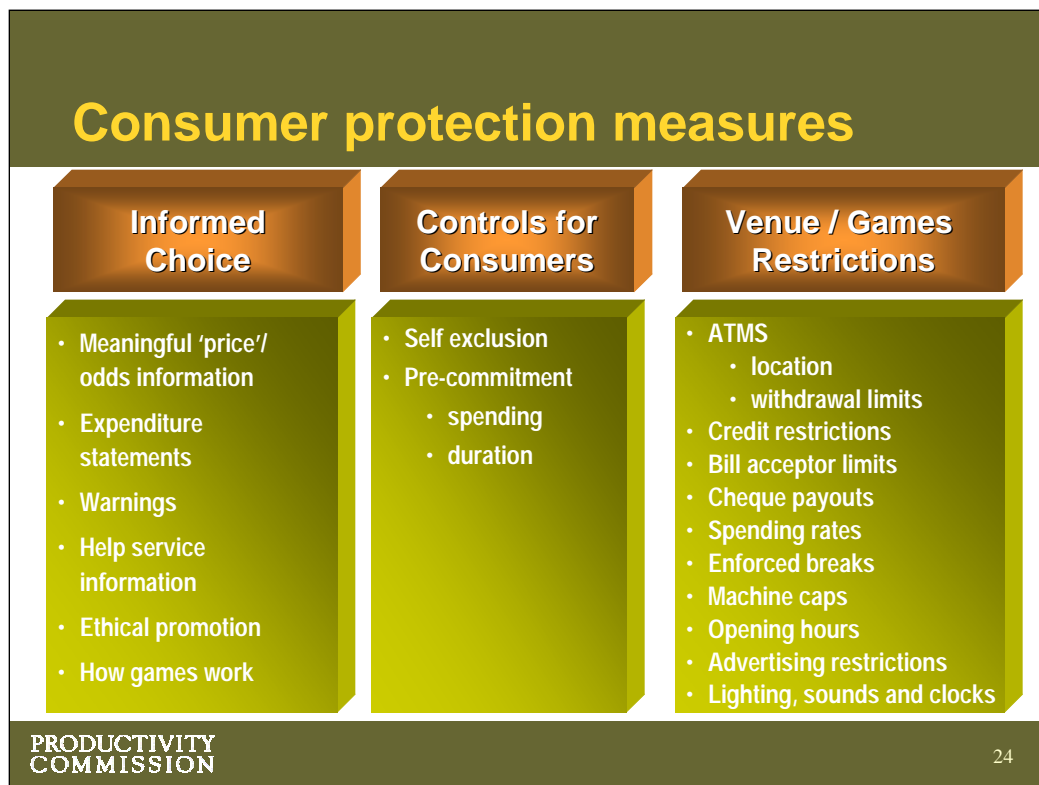 Consumer protection measures
Informed
Choice
• Meaningful ‘price’/
odds information
• Expenditure
statements
• Warnings
• Help service
information
• Ethical promotion
• How games work
Controls for
Consumers
• Self exclusion
• Pre-commitment
• spending
• duration
Venue / Games
Restrictions
• ATMS
• location
• withdrawal limits
• Credit restrictions
• Bill acceptor limits
• Cheque payouts
• Spending rates
• Enforced breaks
• Machine caps
• Opening hours
• Advertising restrictions
• Lighting, sounds and clocks
PRODUCTIVITY
COMMISSION
24